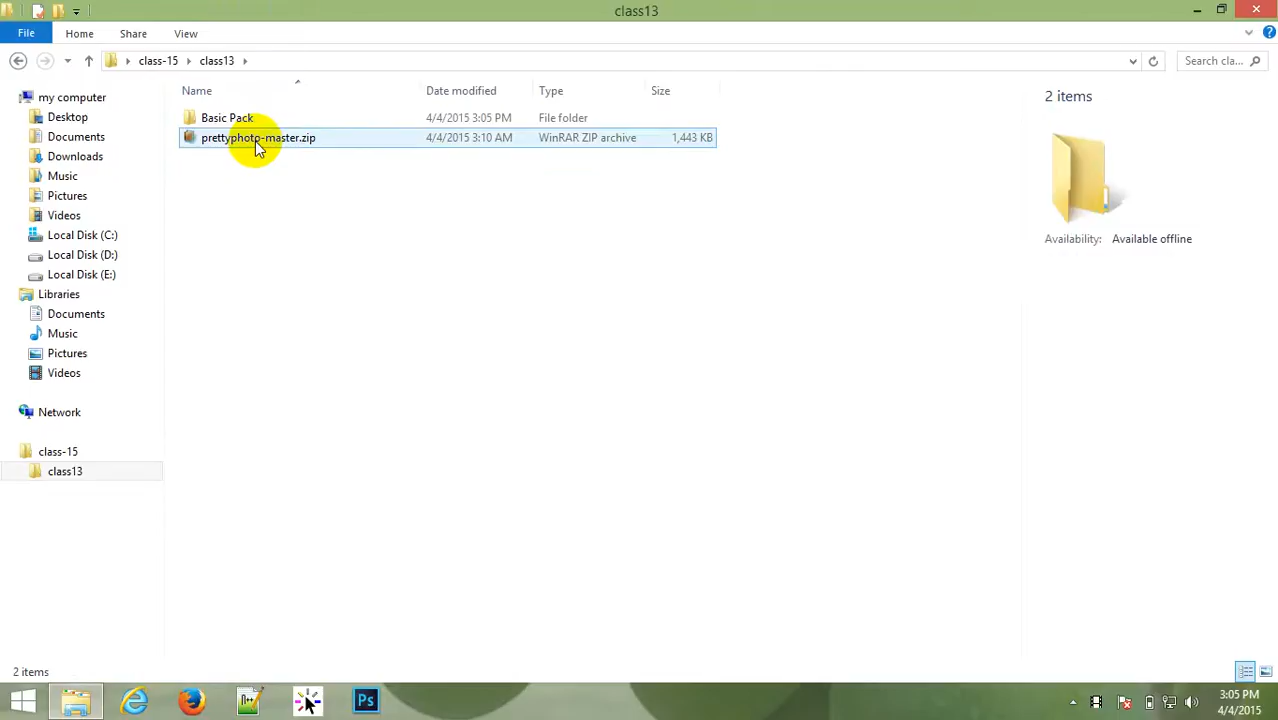 class13
File
Home
Share
View
class-15
class13
Search cla...
Name
Date modified
Type
Size
Basic Pack
4/4/2015 3:05 PM
File folder
prettyphoto-master.zip
4/4/2015 3:10 AM
WinRAR ZIP archive
1,443 KB
2 items
Availability: Available offline
my computer
Desktop
Documents
Downloads
Music
Pictures
Videos
Local Disk (C:)
Local Disk (D:)
Local Disk (E:)
Libraries
Documents
Music
Pictures
Videos
Network
class-15
class13
2 items
Ps
3:05 PM
4/4/2015